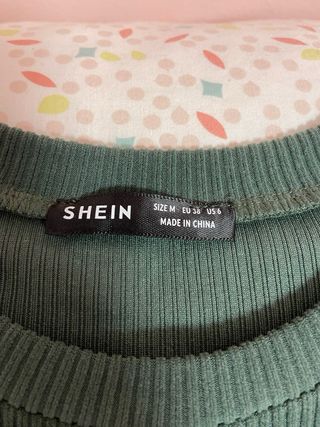 SHEIN
SIZE M - EU 38 US 6
MADE IN CHINA